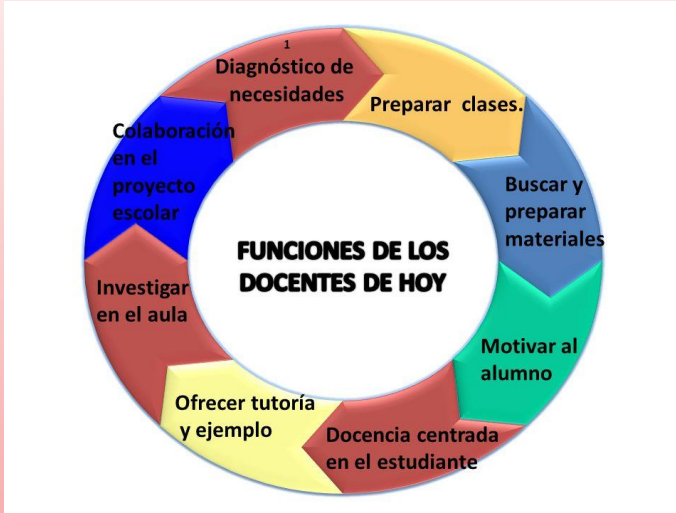 1
Diagnóstico de
necesidades
Preparar clases.
Buscar y
preparar
materiales
Motivar al
alumno
Docencia centrada
en el estudiante
Ofrecer tutoría
y ejemplo
Investigar
en el aula
Colaboración
en el
proyecto
escolar
FUNCIONES DE LOS
DOCENTES DE HOY